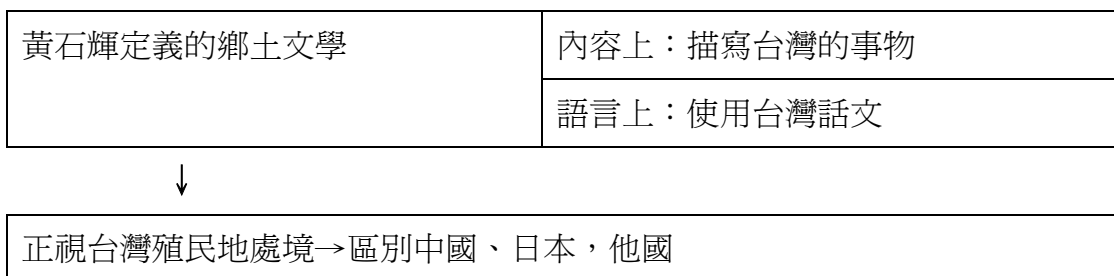 黃石輝定義的鄉土文學
內容上：描寫台灣的事物
語言上：使用台灣話文
↓
正視台灣殖民地處境→區別中國、日本，他國